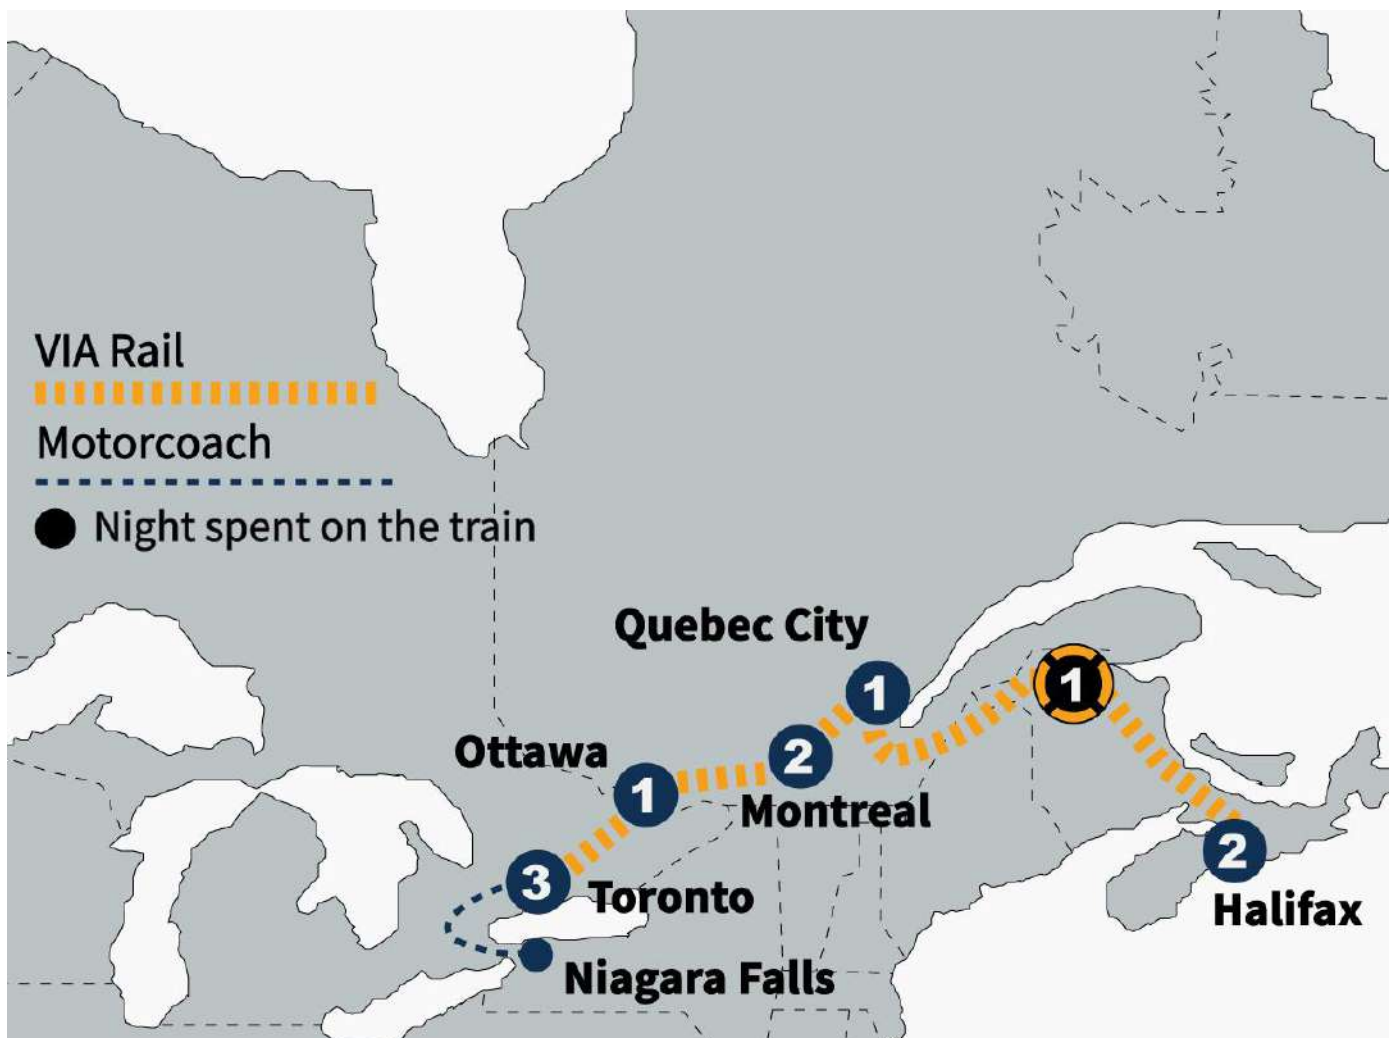 VIA Rail
Motorcoach
Night spent on the train
Quebec City
1
1
Ottawa
2
1
Montreal
3
Toronto
2
Halifax
Niagara Falls